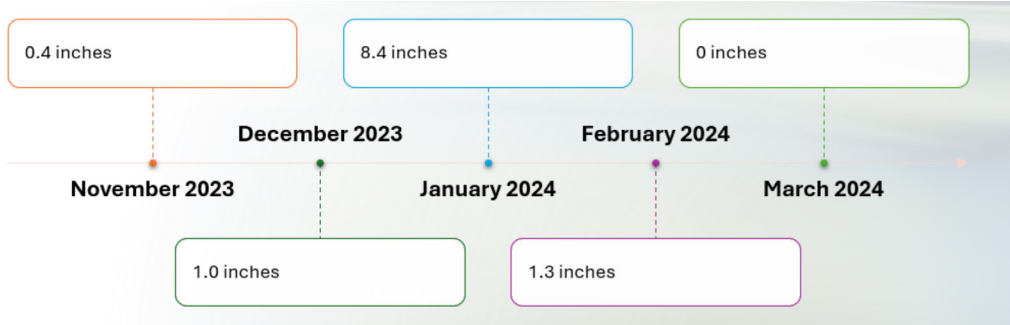 0.4 inches
8.4 inches
0 inches
December 2023
February 2024
November 2023
January 2024
March 2024
1.0 inches
1.3 inches